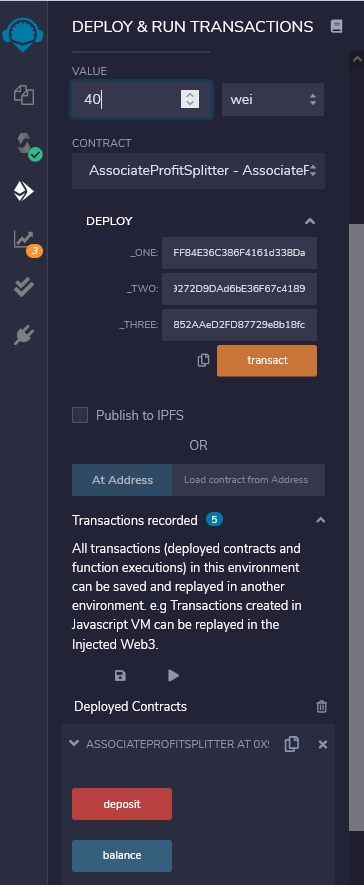 DEPLOY & RUN TRANSACTIONS
VALUE
40
wei
CONTRACT
AssociateProfitSplitter - AssociateF
DEPLOY
_ONE: FF84E36C386F4161d338Da
_TWO: 9272D9DAd6bE36F67c4189
_THREE: 852AAeD2FD87729e8b18fc
transact
Publish to IPFS
OR
At Address Load contract from Address
Transactions recorded 5
All transactions (deployed contracts and
function executions) in this environment
can be saved and replayed in another
environment. e.g Transactions created in
Javascript VM can be replayed in the
Injected Web3.
Deployed Contracts
ASSOCIATEPROFITSPLITTER AT 0X
deposit
balance
3